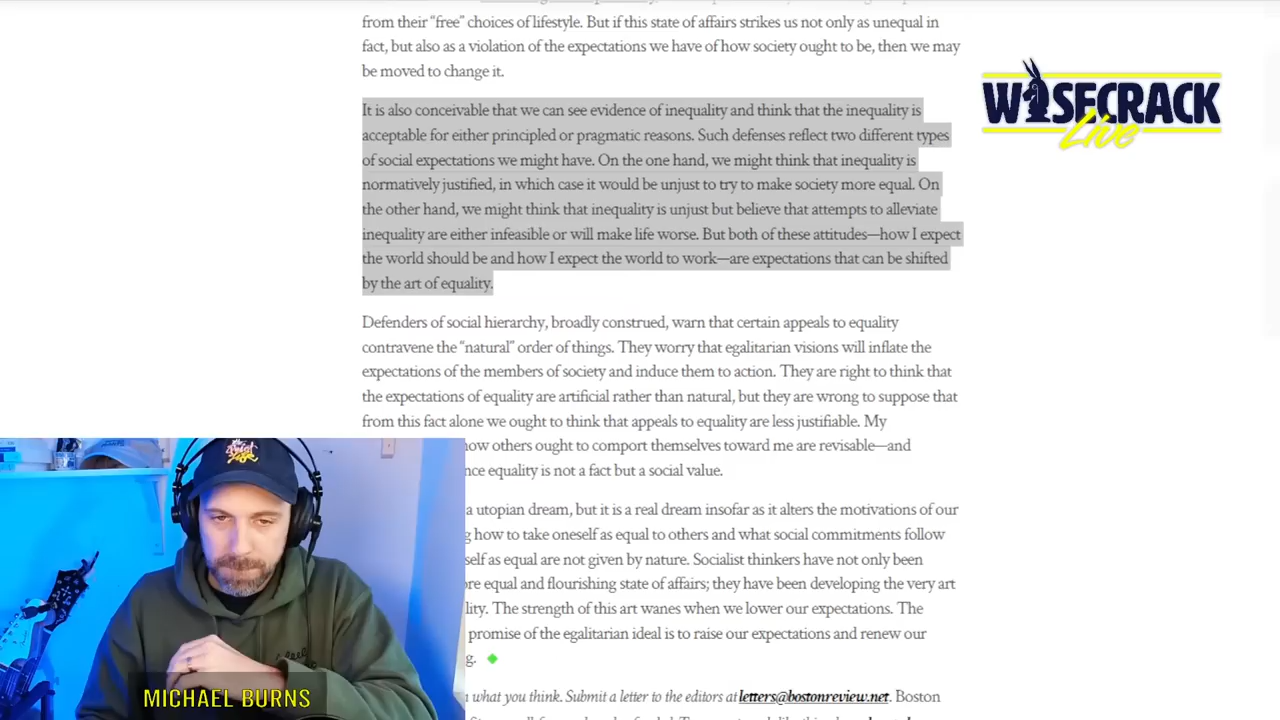 from their “free” choices of lifestyle. But if this state of affairs strikes us not only as unequal in
fact, but also as a violation of the expectations we have of how society ought to be, then we may
be moved to change it.
It is also conceivable that we can see evidence of inequality and think that the inequality is
acceptable for either principled or pragmatic reasons. Such defenses reflect two different types
of social expectations we might have. On the one hand, we might think that inequality is
normatively justified, in which case it would be unjust to try to make society more equal. On
the other hand, we might think that inequality is unjust but believe that attempts to alleviate
inequality are either infeasible or will make life worse. But both of these attitudes—how I expect
the world should be and how I expect the world to work—are expectations that can be shifted
by the art of equality.
Defenders of social hierarchy, broadly construed, warn that certain appeals to equality
contravene the “natural” order of things. They worry that egalitarian visions will inflate the
expectations of the members of society and induce them to action. They are right to think that
the expectations of equality are artificial rather than natural, but they are wrong to suppose that
from this fact alone we ought to think that appeals to equality are less justifiable. My
how others ought to comport themselves toward me are revisable—and
nce equality is not a fact but a social value.
a utopian dream, but it is a real dream insofar as it alters the motivations of our
g how to take oneself as equal to others and what social commitments follow
self as equal are not given by nature. Socialist thinkers have not only been
re equal and flourishing state of affairs; they have been developing the very art
lity. The strength of this art wanes when we lower our expectations. The
promise of the egalitarian ideal is to raise our expectations and renew our
g.
what you think. Submit a letter to the editors at letters@bostonreview.net. Boston
WISECRACK
Live
MICHAEL BURNS